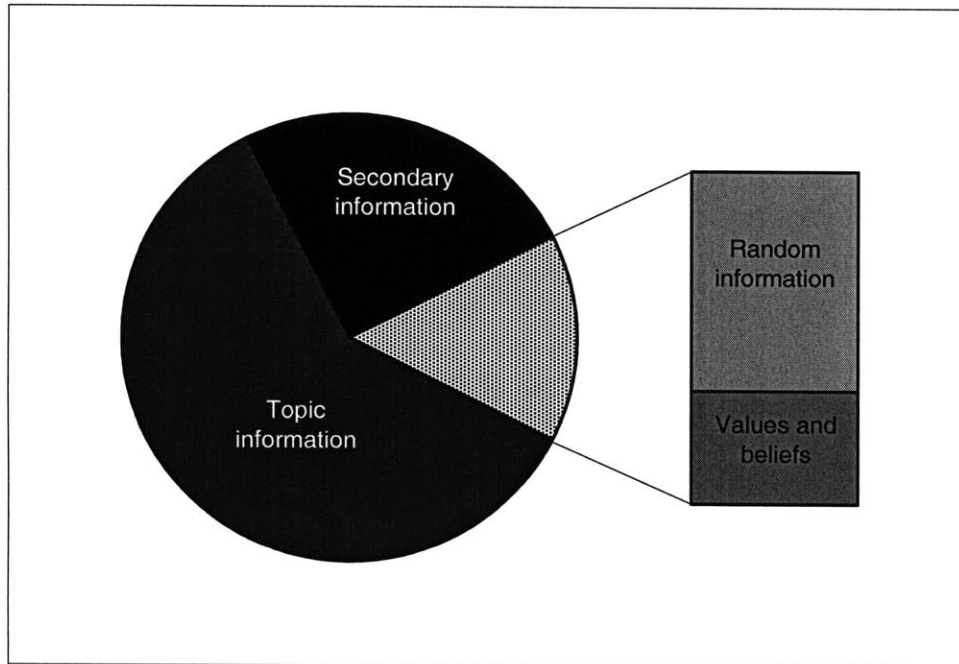 Secondary
information
Topic
information
Random
information
Values and
beliefs